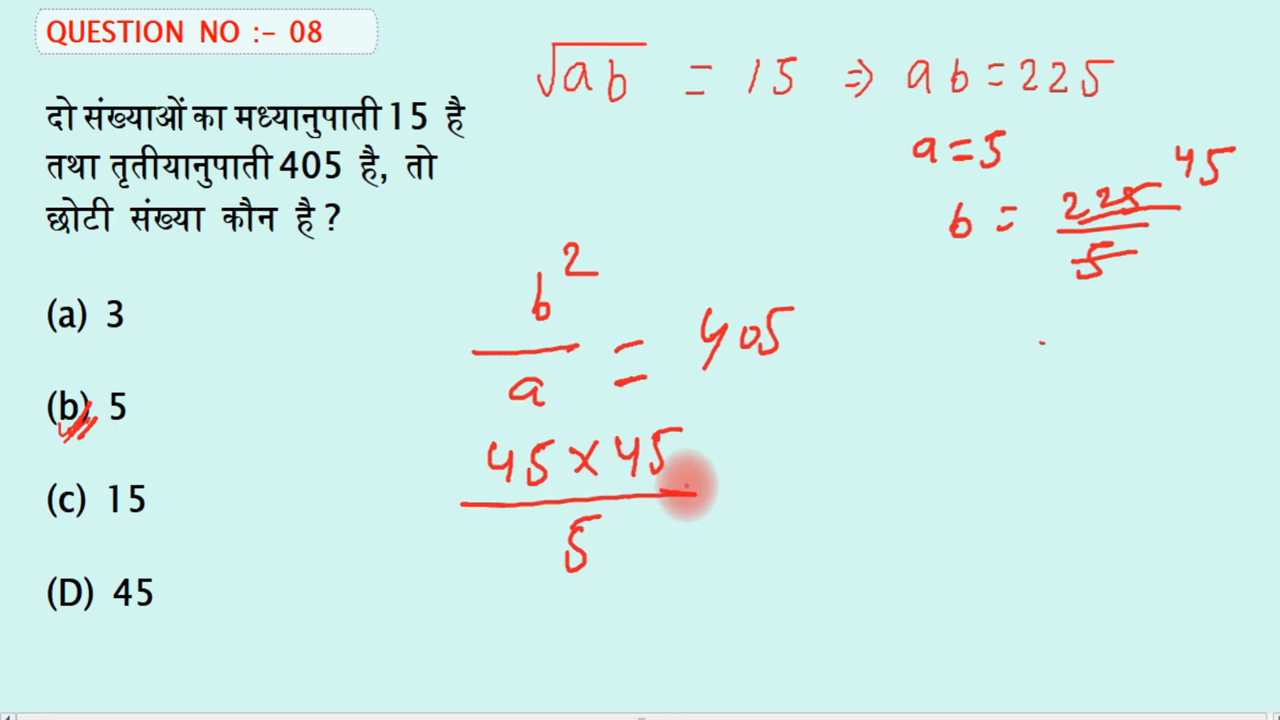 QUESTION NO :- 08
दो संख्याओं का मध्यानुपाती 15 है
तथा तृतीयानुपाती 405 है, तो
छोटी संख्या कौन है ?
(a) 3
(b) 5
(c) 15
(D) 45
√ab = 15 ⇒ ab = 225
a = 5
b = 225/5 45
b²/a = 405
45 × 45/5